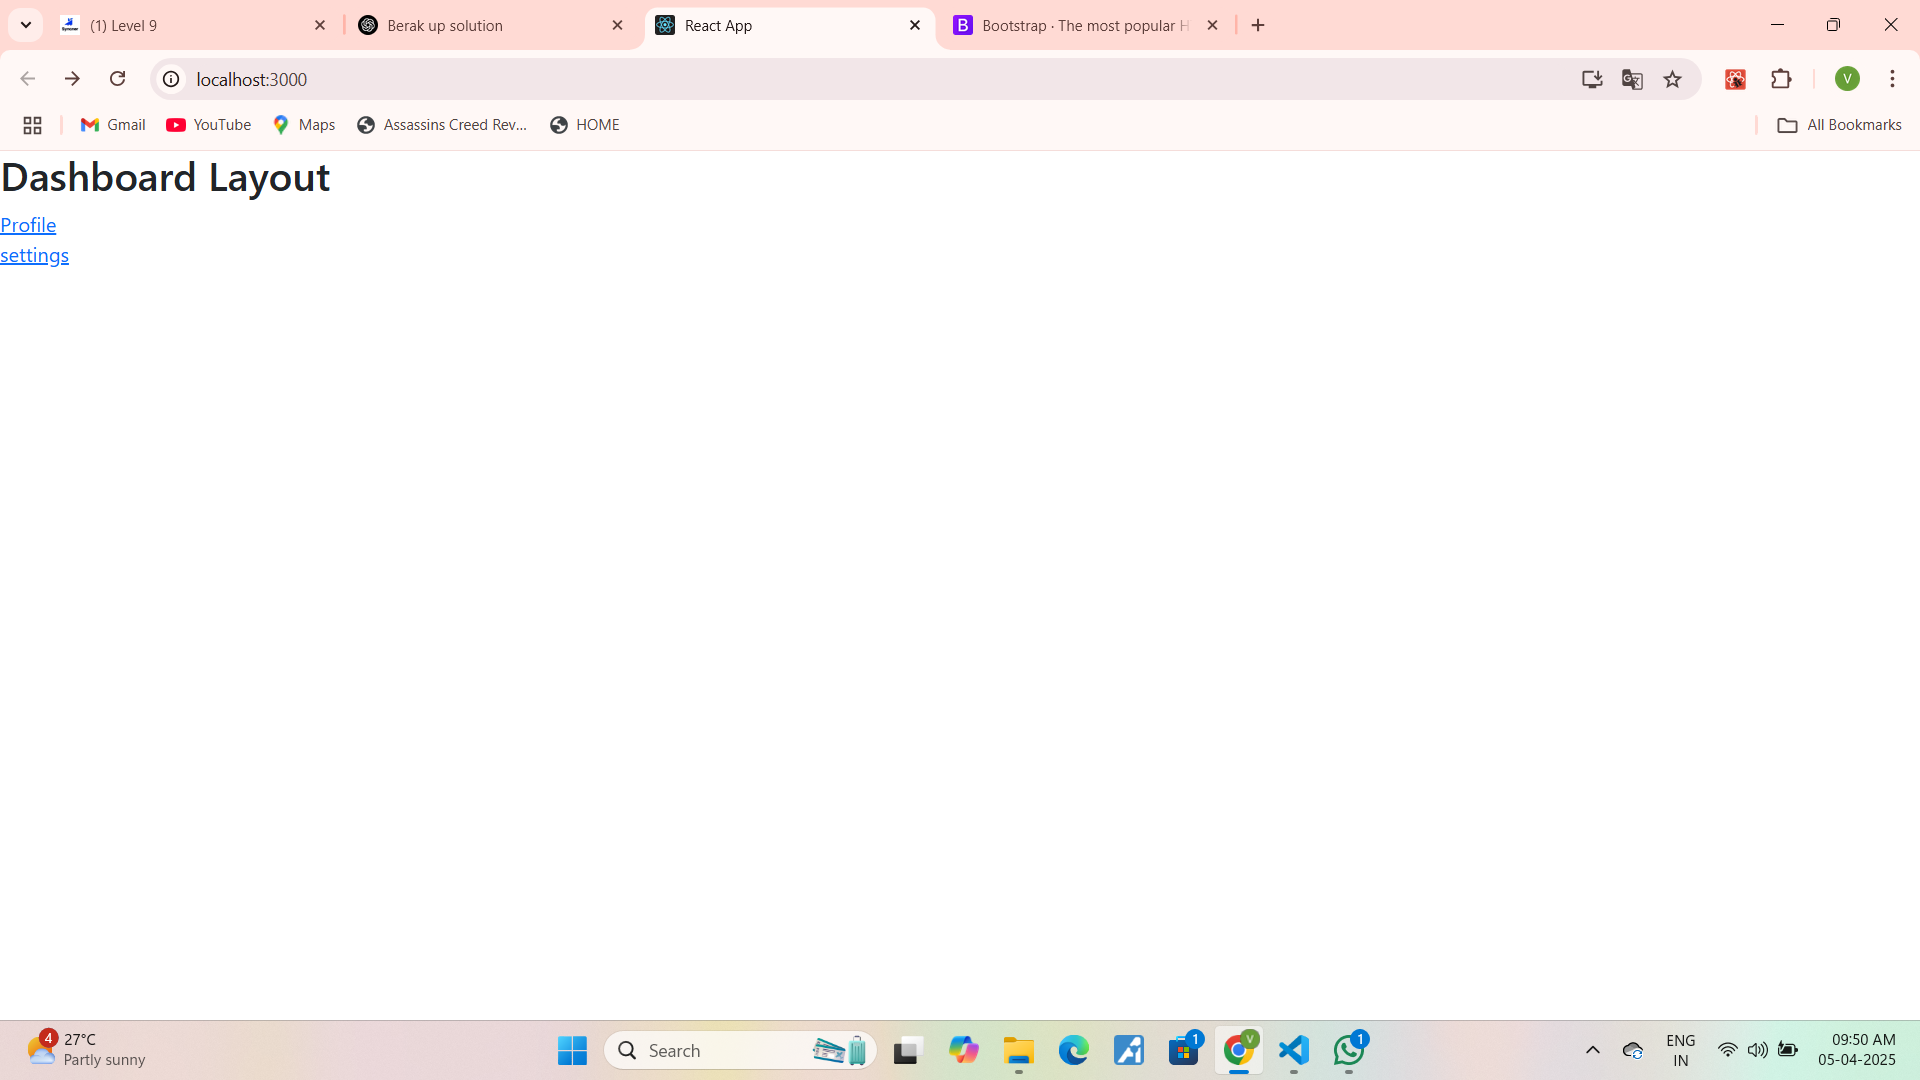 (1) Level 9
Berak up solution
React App
Bootstrap · The most popular H
localhost:3000
V
Gmail
YouTube
Maps
Assassins Creed Rev...
HOME
All Bookmarks
Dashboard Layout
Profile
settings
4
27°C
Partly sunny
Search
1
V
1
ENG
IN
09:50 AM
05-04-2025